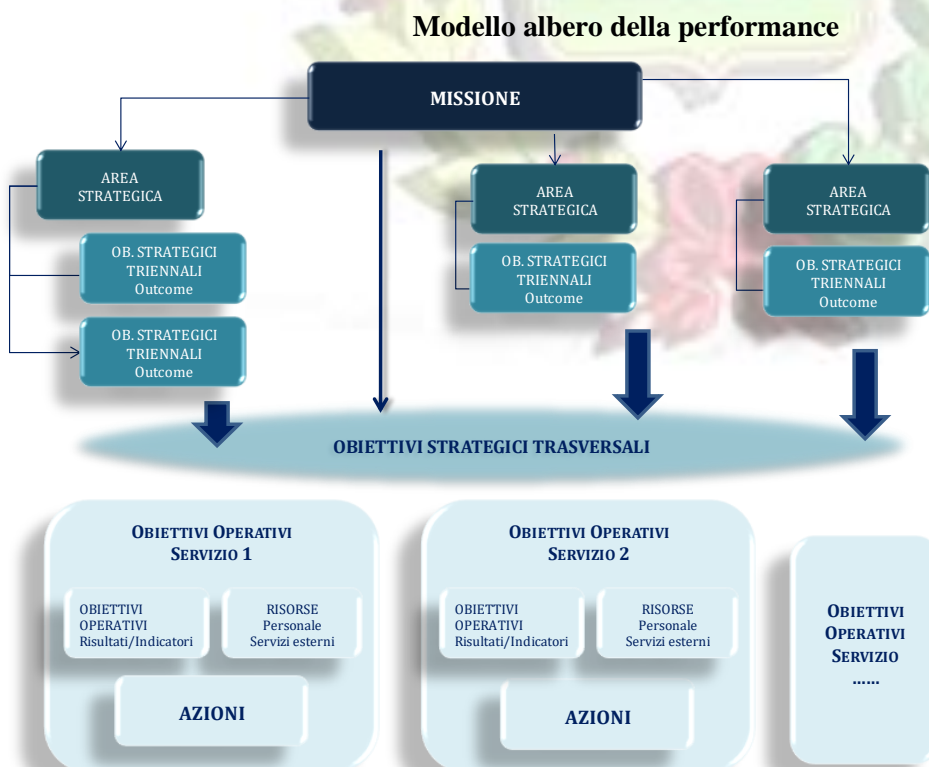 Modello albero della performance
MISSIONE
AREA
STRATEGICA
OB. STRATEGICI
TRIENNALI
Outcome
OB. STRATEGICI
TRIENNALI
Outcome
AREA
STRATEGICA
OB. STRATEGICI
TRIENNALI
Outcome
AREA
STRATEGICA
OB. STRATEGICI
TRIENNALI
Outcome
OBIETTIVI STRATEGICI TRASVERSALI
OBIETTIVI OPERATIVI
SERVIZIO 1
OBIETTIVI
OPERATIVI
Risultati/Indicatori
RISORSE
Personale
Servizi esterni
AZIONI
OBIETTIVI OPERATIVI
SERVIZIO 2
OBIETTIVI
OPERATIVI
Risultati/Indicatori
RISORSE
Personale
Servizi esterni
AZIONI
OBIETTIVI
OPERATIVI
SERVIZIO
......